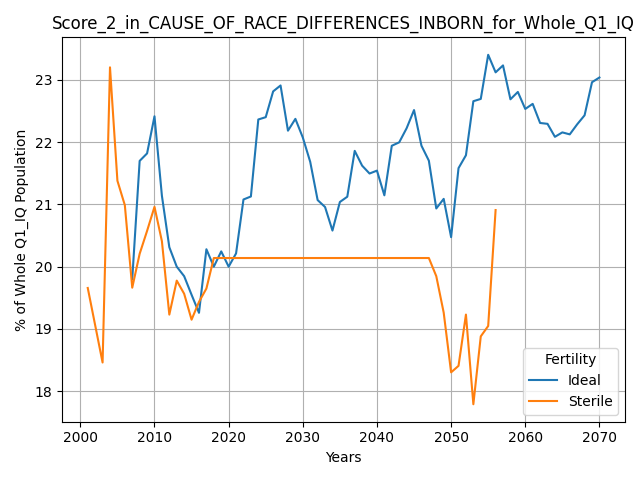 Score_2_in_CAUSE_OF_RACE_DIFFERENCES_INBORN_for_Whole_Q1_IQ
% of Whole Q1_IQ Population
23
22
21
20
19
18
2000 2010 2020 2030 2040 2050 2060 2070
Years
Fertility
Ideal
Sterile